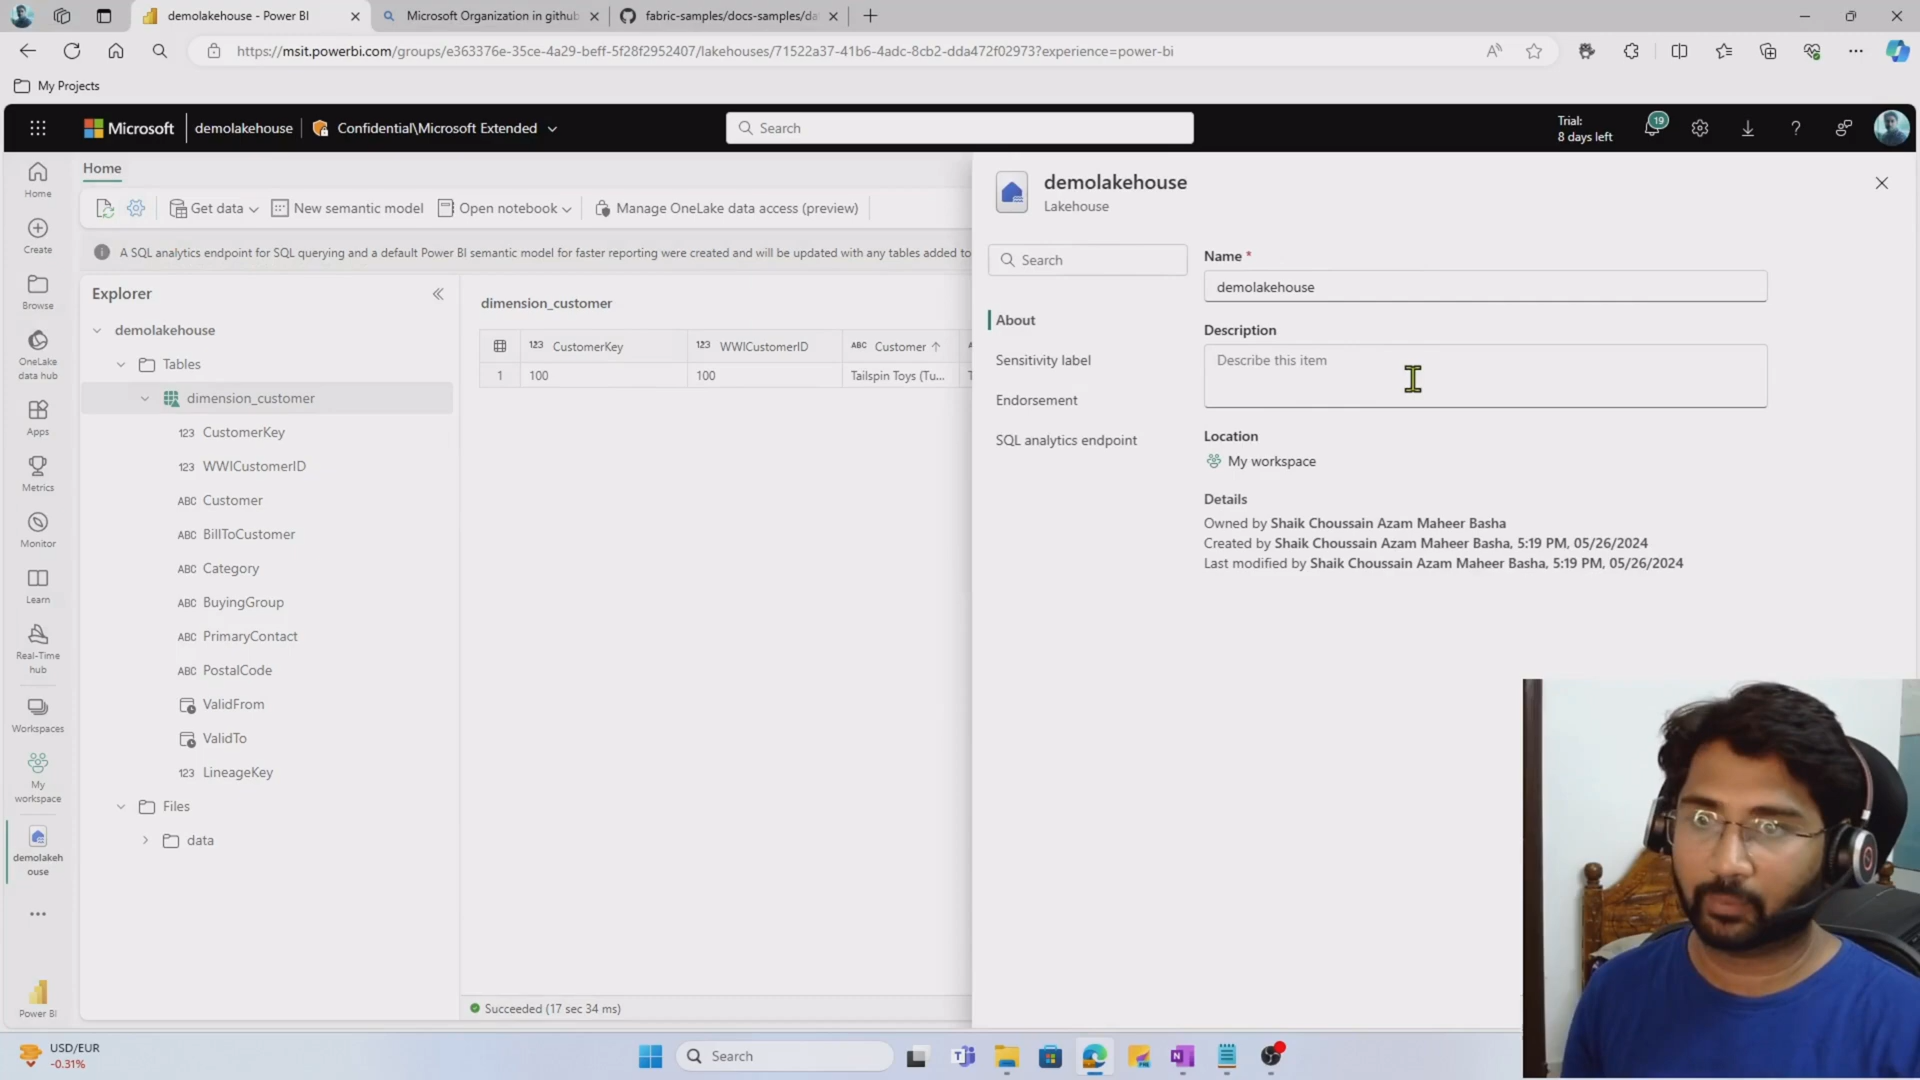 demolakehouse - Power BI
Microsoft Organization in github
fabric-samples/docs-samples/da
https://msit.powerbi.com/groups/e363376e-35ce-4a29-beff-5f28f2952407/lakehouses/71522a37-41b6-4adc-8cb2-dda472f02973?experience=power-bi
My Projects
Microsoft
demolakehouse
Confidential\Microsoft Extended
Search
Trial:
8 days left
19
Home
Create
Browse
OneLake
data hub
Apps
Metrics
Monitor
Learn
Real-Time
hub
Workspaces
My
workspace
demolakeh
ouse
Power BI
Home
Get data
New semantic model
Open notebook
Manage OneLake data access (preview)
A SQL analytics endpoint for SQL querying and a default Power BI semantic model for faster reporting were created and will be updated with any tables added to
Explorer
demolakehouse
Tables
dimension_customer
123 CustomerKey
123 WWICustomerID
ABC Customer
ABC BillToCustomer
ABC Category
ABC BuyingGroup
ABC PrimaryContact
ABC PostalCode
ValidFrom
ValidTo
123 LineageKey
Files
data
dimension_customer
123 CustomerKey 123 WWICustomerID ABC Customer
1 100 100 Tailspin Toys (Tu...
Succeeded (17 sec 34 ms)
demolakehouse
Lakehouse
Search
About
Sensitivity label
Endorsement
SQL analytics endpoint
Name *
demolakehouse
Description
Describe this item
Location
My workspace
Details
Owned by Shaik Choussain Azam Maheer Basha
Created by Shaik Choussain Azam Maheer Basha, 5:19 PM, 05/26/2024
Last modified by Shaik Choussain Azam Maheer Basha, 5:19 PM, 05/26/2024
USD/EUR
-0.31%
Search